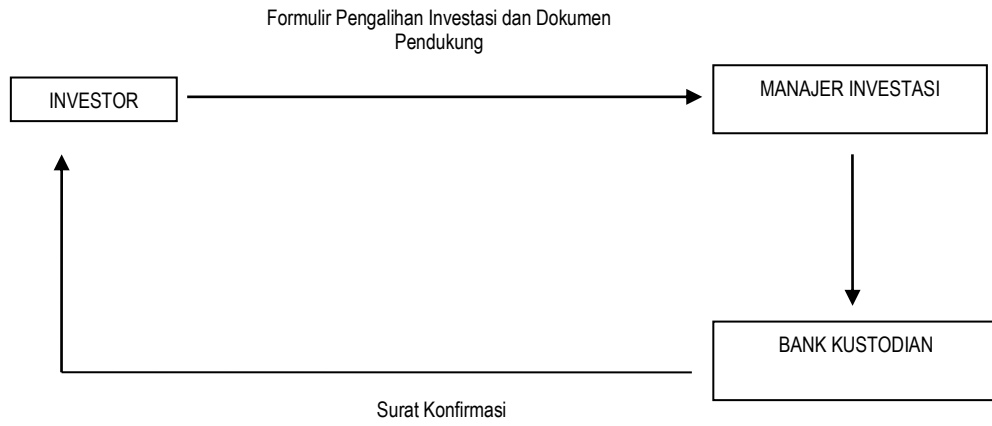 Formulir Pengalihan Investasi dan Dokumen
Pendukung
INVESTOR
MANAJER INVESTASI
BANK KUSTODIAN
Surat Konfirmasi